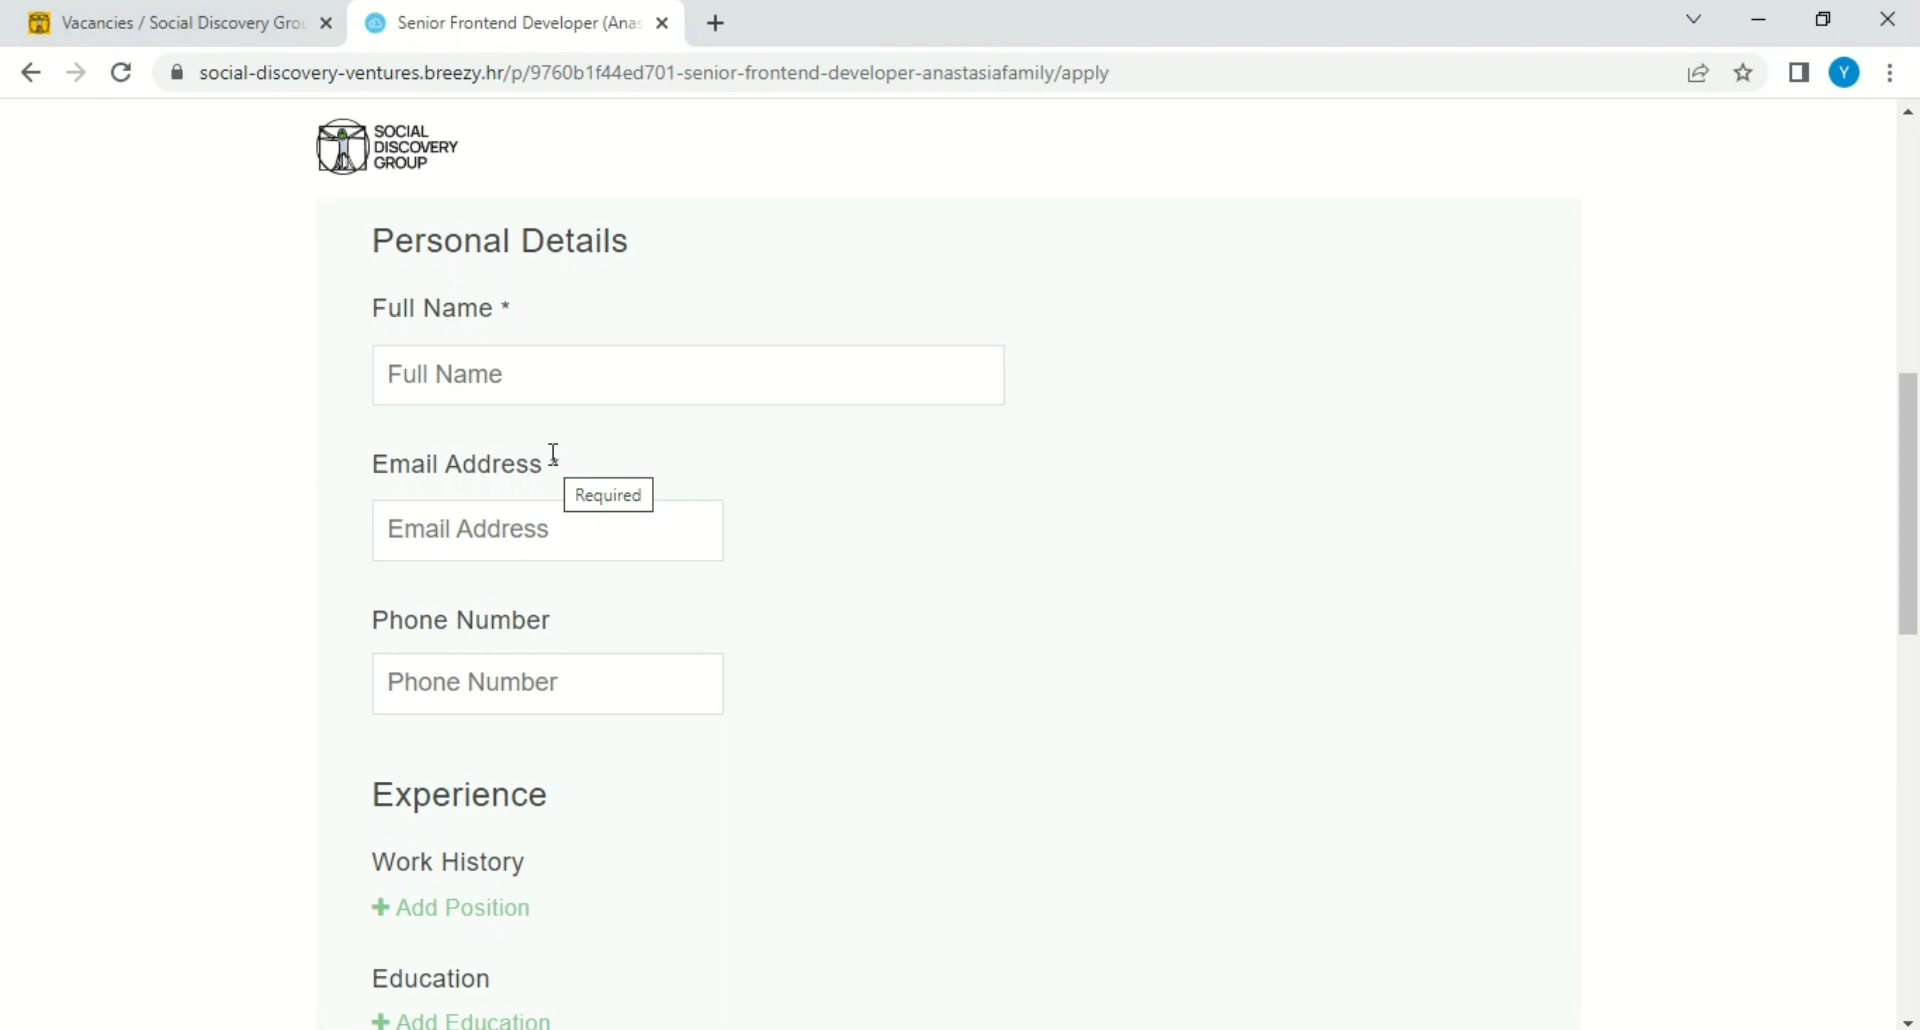 Vacancies / Social Discovery Grou
Senior Frontend Developer (Anas
social-discovery-ventures.breezy.hr/p/9760b1f44ed701-senior-frontend-developer-anastasiafamily/apply
Y
SOCIAL
DISCOVERY
GROUP
Personal Details
Full Name *
Full Name
Email Address *
Required
Email Address
Phone Number
Phone Number
Experience
Work History
+ Add Position
Education
+ Add Education